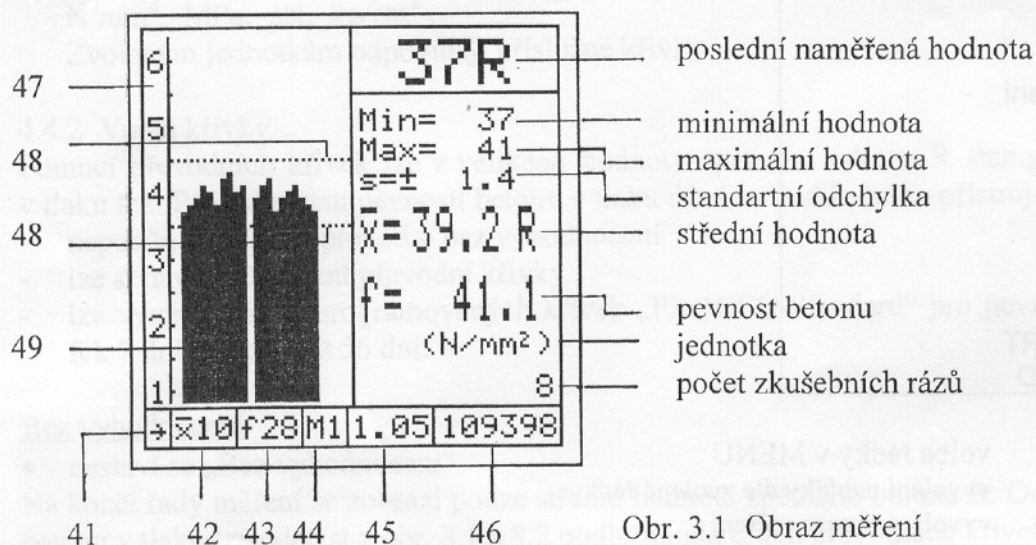 37R
poslední naměřená hodnota
47
6
5
Min= 37
minimální hodnota
48
Max= 41
maximální hodnota
4
s=± 1.4
standartní odchylka
48
x̄=39.2 R
střední hodnota
3
f= 41.1
pevnost betonu
2
49
(N/mm²)
jednotka
1
8
počet zkušebních rázů
x̄10 f28 M1 1.05 109398
41 42 43 44 45 46
Obr. 3.1 Obraz měření